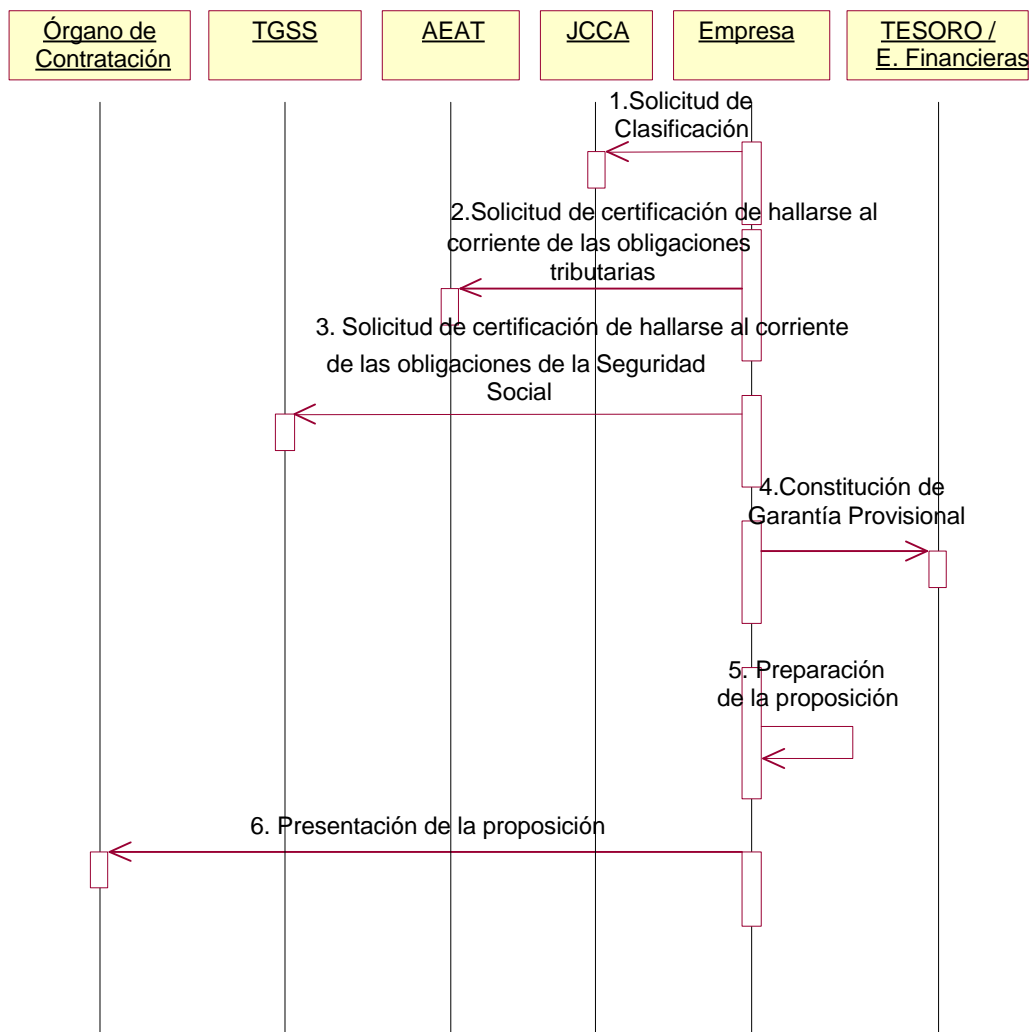 Órgano de
Contratación
TGSS
AEAT
JCCA
Empresa
TESORO /
E. Financieras
1.Solicitud de
Clasificación
2.Solicitud de certificación de hallarse al
corriente de las obligaciones
tributarias
3. Solicitud de certificación de hallarse al corriente
de las obligaciones de la Seguridad
Social
4.Constitución de
Garantía Provisional
5. Preparación
de la proposición
6. Presentación de la proposición